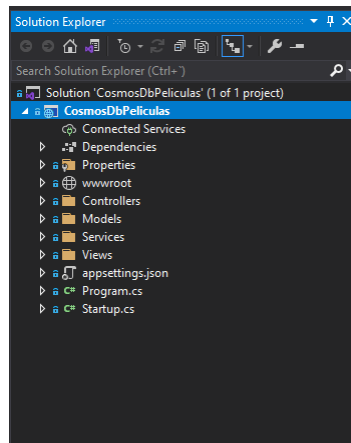 Solution Explorer
Search Solution Explorer (Ctrl+¨)
Solution 'CosmosDbPeliculas' (1 of 1 project)
CosmosDbPeliculas
Connected Services
Dependencies
Properties
wwwroot
Controllers
Models
Services
Views
appsettings.json
C# Program.cs
C# Startup.cs